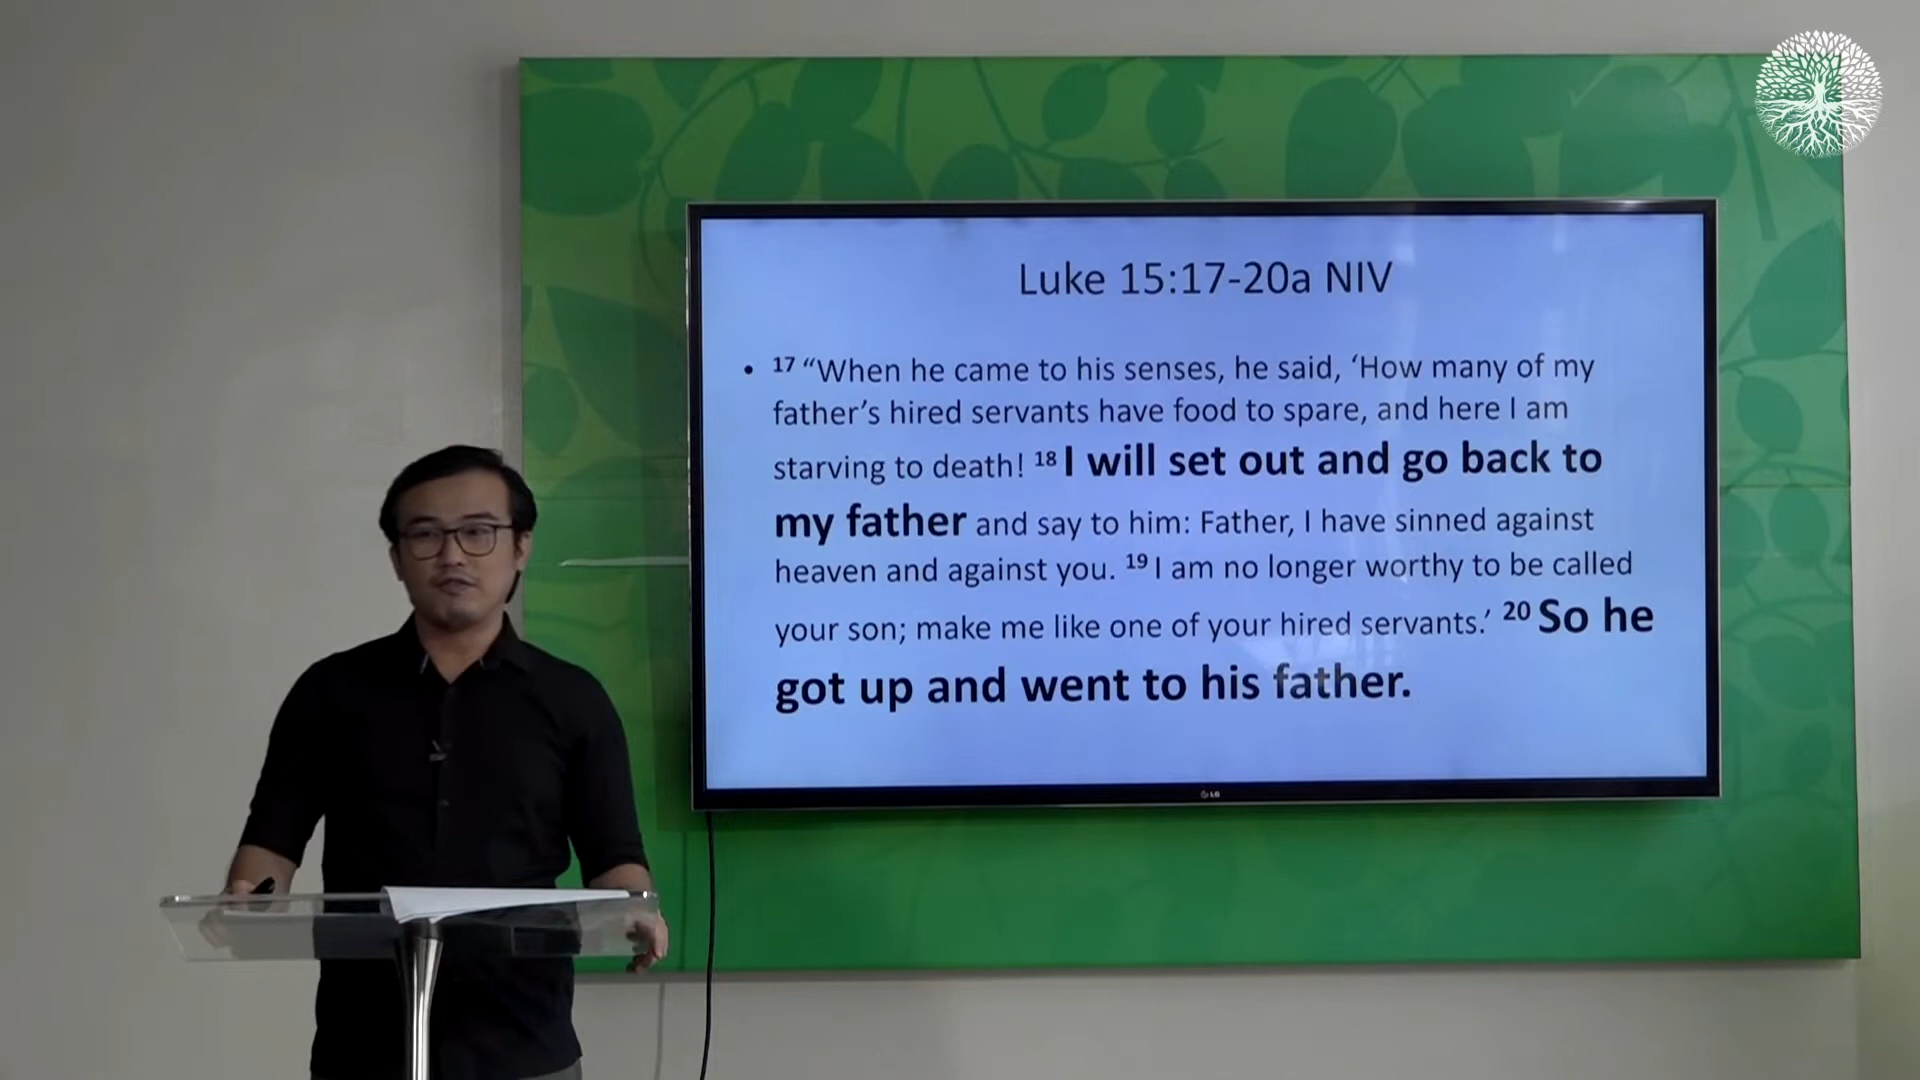 Luke 15:17-20a NIV
• 17 “When he came to his senses, he said, ‘How many of my
father’s hired servants have food to spare, and here I am
starving to death! 18 I will set out and go back to
my father and say to him: Father, I have sinned against
heaven and against you. 19 I am no longer worthy to be called
your son; make me like one of your hired servants.’ 20 So he
got up and went to his father.
LG